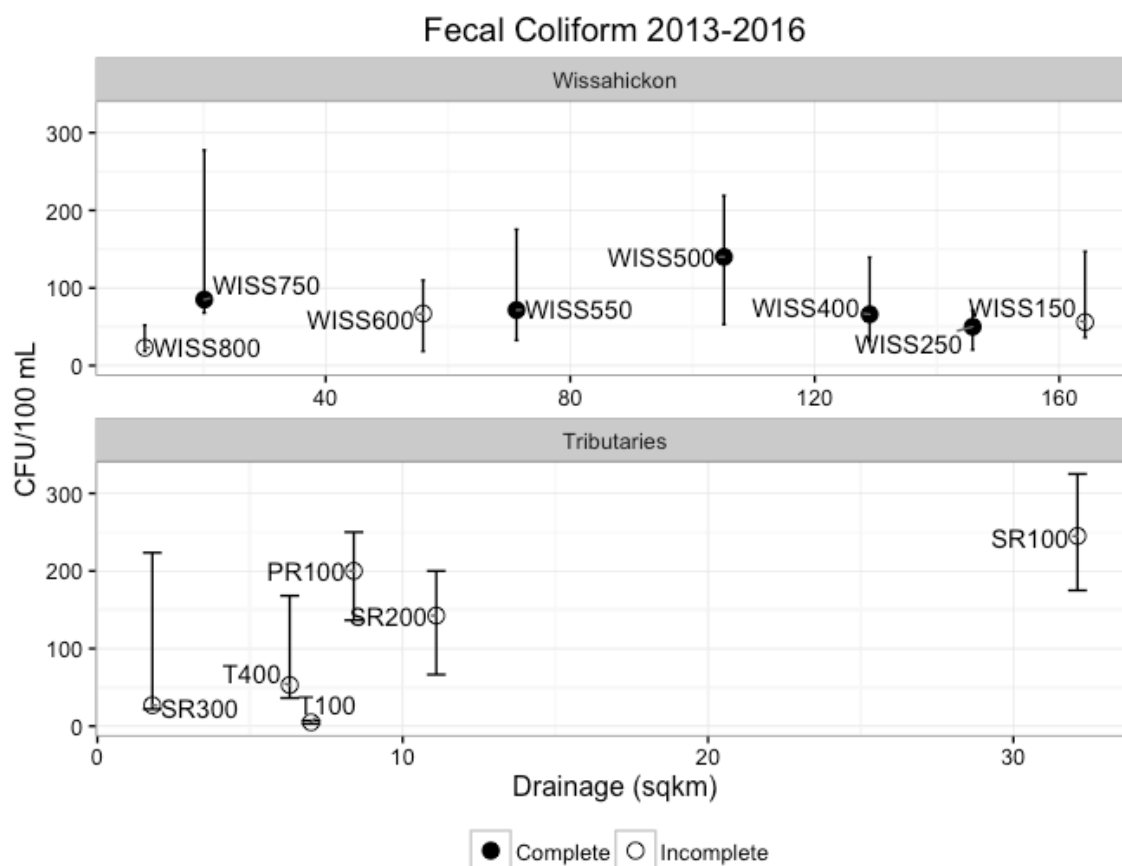 Fecal Coliform 2013-2016
Wissahickon
300
200
100
0
WISS800
WISS750
WISS600
WISS550
WISS500
WISS400
WISS250
WISS150
40
80
120
160
CFU/100 mL
Tributaries
300
200
100
0
SR300
T400
T100
PR100
SR200
SR100
0
10
20
30
Drainage (sqkm)
Complete
Incomplete